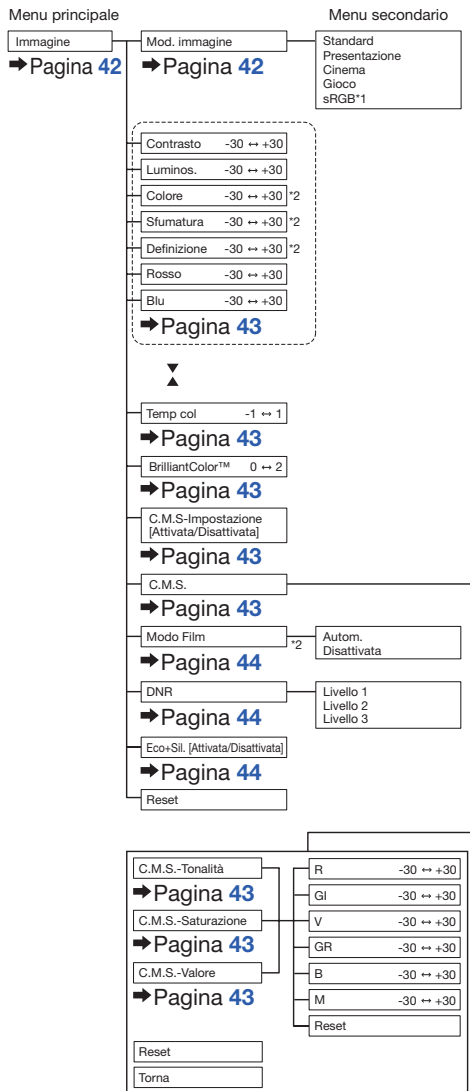 Menu principale
Menu secondario
Immagine
➡Pagina 42
Mod. immagine
➡Pagina 42
Standard
Presentazione
Cinema
Gioco
sRGB*1
Contrasto -30 ↔ +30
Luminos. -30 ↔ +30
Colore -30 ↔ +30 *2
Sfumatura -30 ↔ +30 *2
Definizione -30 ↔ +30 *2
Rosso -30 ↔ +30
Blu -30 ↔ +30
➡Pagina 43
Temp col -1 ↔ 1
➡Pagina 43
BrilliantColor™ 0 ↔ 2
➡Pagina 43
C.M.S-Impostazione
[Attivata/Disattivata]
➡Pagina 43
C.M.S.
➡Pagina 43
Modo Film *2
➡Pagina 44
Autom.
Disattivata
DNR
➡Pagina 44
Livello 1
Livello 2
Livello 3
Eco+Sil. [Attivata/Disattivata]
➡Pagina 44
Reset
C.M.S.-Tonalità
➡Pagina 43
C.M.S.-Saturazione
➡Pagina 43
C.M.S.-Valore
➡Pagina 43
R -30 ↔ +30
GI -30 ↔ +30
V -30 ↔ +30
GR -30 ↔ +30
B -30 ↔ +30
M -30 ↔ +30
Reset
Reset
Torna